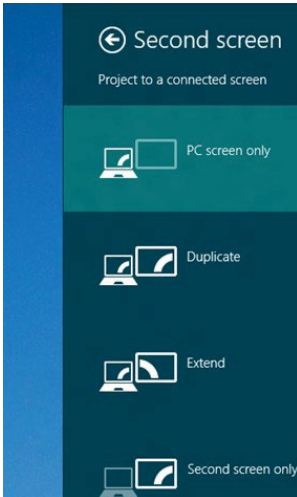 Second screen
Project to a connected screen
PC screen only
Duplicate
Extend
Second screen only